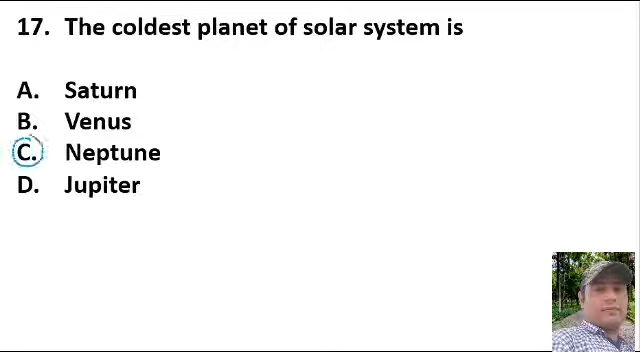 17. The coldest planet of solar system is
A. Saturn
B. Venus
C. Neptune
D. Jupiter